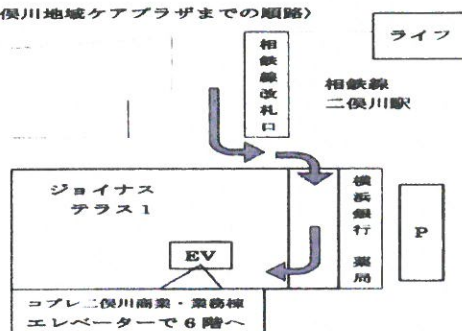 俣川地域ケアプラザまでの順路〉
ライフ
相鉄線改札口
相鉄線
二俣川駅
ジョイナス
テラス1
横浜銀行 薬局
P
EV
コプレ二俣川商業・業務棟
エレベーターで6階へ